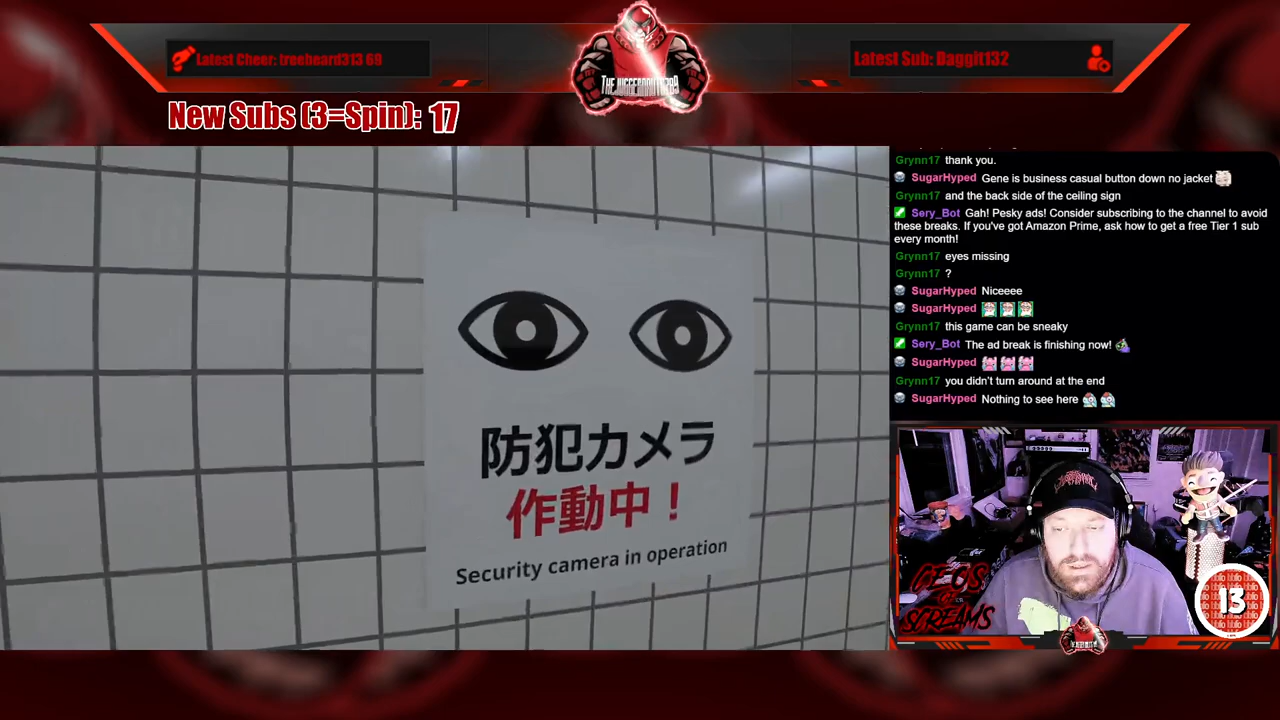 Latest Cheer: treebeard313 69
THEJUGGERNAUT0289
Latest Sub: Daggit132
New Subs (3=Spin): 17
Grynn17 thank you.
SugarHyped Gene is business casual button down no jacket
Grynn17 and the back side of the ceiling sign
Sery_Bot Gah! Pesky ads! Consider subscribing to the channel to avoid
these breaks. If you've got Amazon Prime, ask how to get a free Tier 1 sub
every month!
Grynn17 eyes missing
Grynn17 ?
SugarHyped Niceeee
SugarHyped
Grynn17 this game can be sneaky
Sery_Bot The ad break is finishing now!
SugarHyped
Grynn17 you didn't turn around at the end
SugarHyped Nothing to see here
防犯カメラ
作動中！
Security camera in operation
GEOS
OF
SCREAMS
13